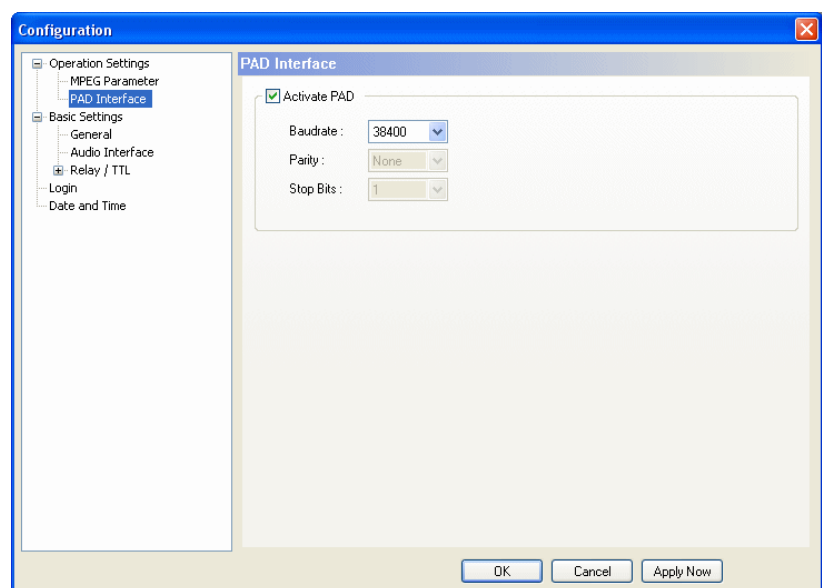 Configuration
Operation Settings
MPEG Parameter
PAD Interface
Basic Settings
General
Audio Interface
Relay / TTL
Login
Date and Time
PAD Interface
Activate PAD
Baudrate : 38400
Parity : None
Stop Bits : 1
OK Cancel Apply Now